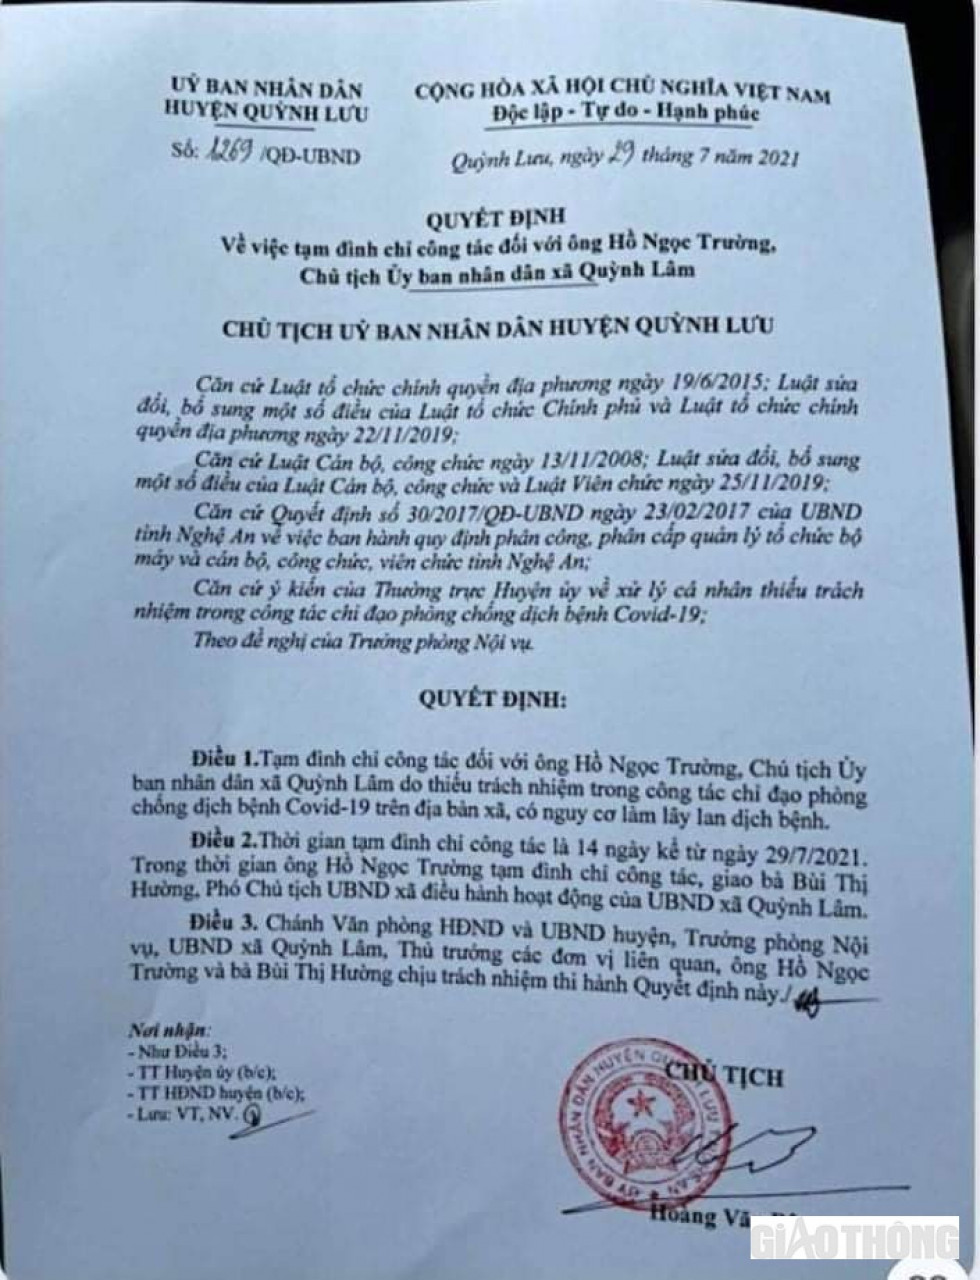 UỶ BAN NHÂN DÂN
HUYỆN QUỲNH LƯU
Số: 1269/QĐ-UBND
CỘNG HÒA XÃ HỘI CHỦ NGHĨA VIỆT NAM
Độc lập - Tự do - Hạnh phúc
Quỳnh Lưu, ngày 29 tháng 7 năm 2021
QUYẾT ĐỊNH
Về việc tạm đình chỉ công tác đối với ông Hồ Ngọc Trường,
Chủ tịch Ủy ban nhân dân xã Quỳnh Lâm
CHỦ TỊCH UỶ BAN NHÂN DÂN HUYỆN QUỲNH LƯU
Căn cứ Luật tổ chức chính quyền địa phương ngày 19/6/2015; Luật sửa
đổi, bổ sung một số điều của Luật tổ chức Chính phủ và Luật tổ chức chính
quyền địa phương ngày 22/11/2019;
Căn cứ Luật Cán bộ, công chức ngày 13/11/2008; Luật sửa đổi, bổ sung
một số điều của Luật Cán bộ, công chức và Luật Viên chức ngày 25/11/2019;
Căn cứ Quyết định số 30/2017/QĐ-UBND ngày 23/02/2017 của UBND
tỉnh Nghệ An về việc ban hành quy định phân công, phân cấp quản lý tổ chức bộ
máy và cán bộ, công chức, viên chức tỉnh Nghệ An;
Căn cứ ý kiến của Thường trực Huyện ủy về xử lý cá nhân thiếu trách
nhiệm trong công tác chỉ đạo phòng chống dịch bệnh Covid-19;
Theo đề nghị của Trưởng phòng Nội vụ.
QUYẾT ĐỊNH:
Điều 1.Tạm đình chỉ công tác đối với ông Hồ Ngọc Trường, Chủ tịch Ủy
ban nhân dân xã Quỳnh Lâm do thiếu trách nhiệm trong công tác chỉ đạo phòng
chống dịch bệnh Covid-19 trên địa bàn xã, có nguy cơ làm lây lan dịch bệnh.
Điều 2.Thời gian tạm đình chỉ công tác là 14 ngày kể từ ngày 29/7/2021.
Trong thời gian ông Hồ Ngọc Trường tạm đình chỉ công tác, giao bà Bùi Thị
Hường, Phó Chủ tịch UBND xã điều hành hoạt động của UBND xã Quỳnh Lâm.
Điều 3. Chánh Văn phòng HĐND và UBND huyện, Trưởng phòng Nội
vụ, UBND xã Quỳnh Lâm, Thủ trưởng các đơn vị liên quan, ông Hồ Ngọc
Trường và bà Bùi Thị Hường chịu trách nhiệm thi hành Quyết định này./.
Nơi nhận:
- Như Điều 3;
- TT Huyện ủy (b/c);
- TT HĐND huyện (b/c);
- Lưu: VT, NV.
CHỦ TỊCH
UỶ BAN NHÂN DÂN HUYỆN QUỲNH LƯU
Hoàng Văn
GIAO THÔNG